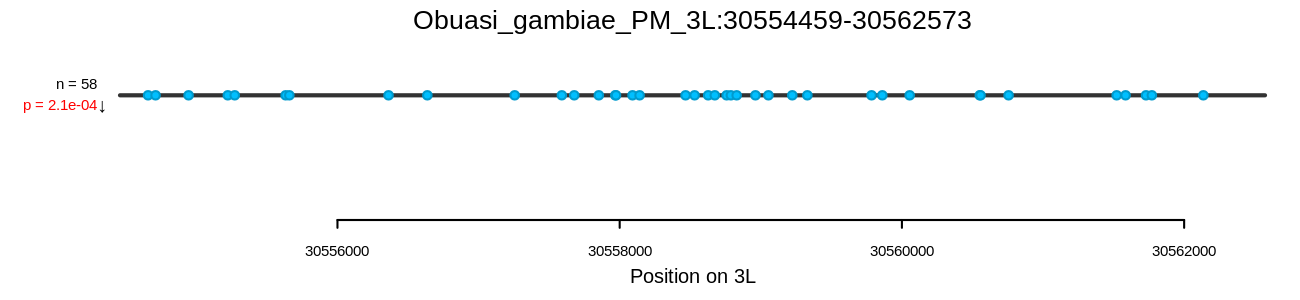 Obuasi_gambiae_PM_3L:30554459-30562573
n = 58
p = 2.1e-04↓
30556000 30558000 30560000 30562000
Position on 3L